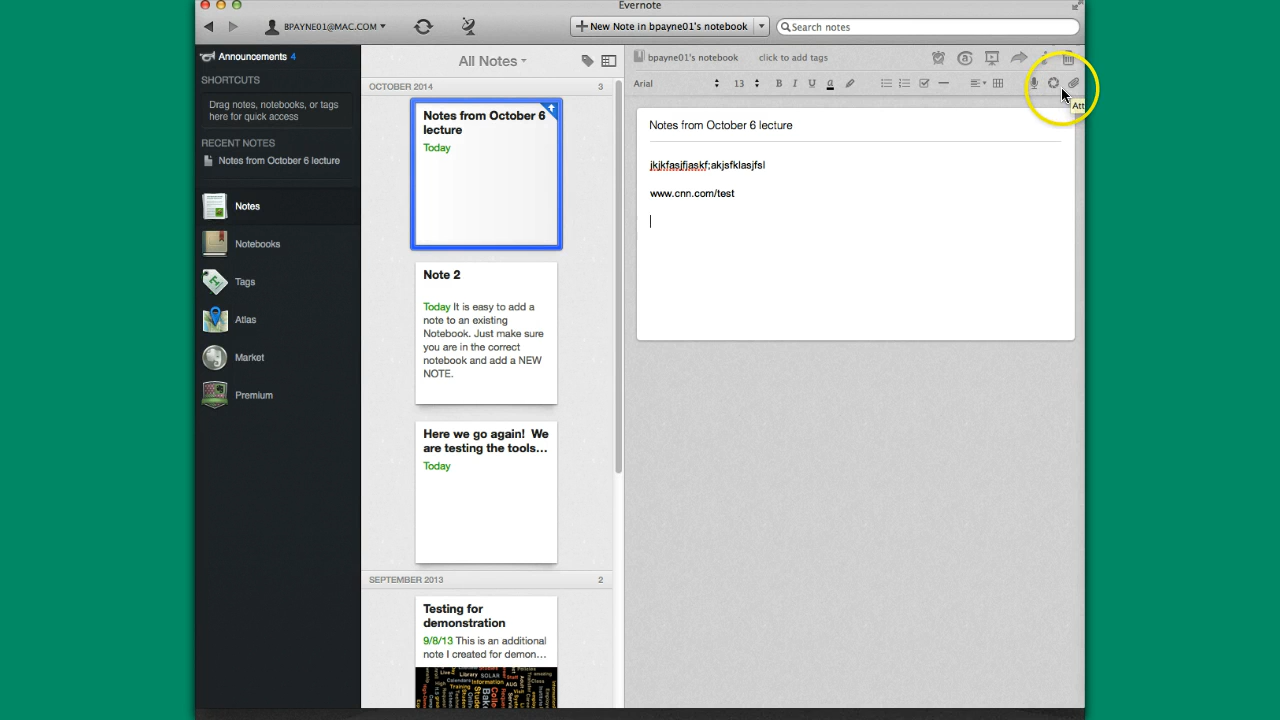 Evernote
BPAYNE01@MAC.COM
New Note in bpayne01's notebook
Search notes
Announcements 4
SHORTCUTS
Drag notes, notebooks, or tags
here for quick access
RECENT NOTES
Notes from October 6 lecture
Notes
Notebooks
Tags
Atlas
Market
Premium
All Notes
OCTOBER 2014 3
Notes from October 6
lecture
Today
Note 2
Today It is easy to add a
note to an existing
Notebook. Just make sure
you are in the correct
notebook and add a NEW
NOTE.
Here we go again! We
are testing the tools...
Today
SEPTEMBER 2013 2
Testing for
demonstration
9/8/13 This is an additional
note I created for demon...
bpayne01's notebook click to add tags
Arial 13 B I U a
Att
Notes from October 6 lecture
jkjkfasjfjaskf;akjsfklasjfsl
www.cnn.com/test